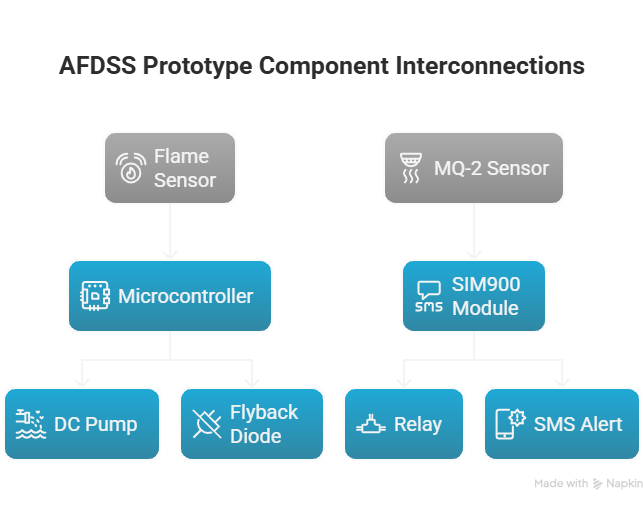 AFDSS Prototype Component Interconnections
Flame
Sensor
MQ-2 Sensor
Microcontroller
SIM900
Module
SMS
DC Pump
Flyback
Diode
Relay
SMS Alert
Made with Napkin